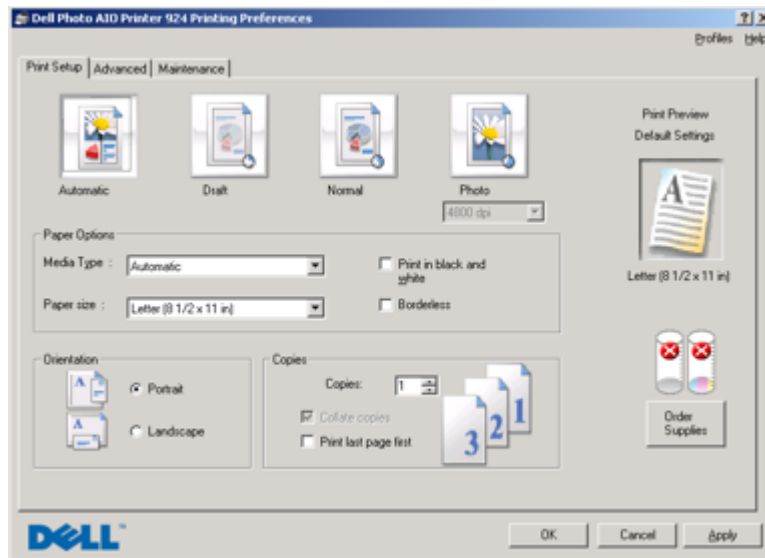 Dell Photo AIO Printer 924 Printing Preferences
Profiles Help
Print Setup Advanced Maintenance
Automatic Draft Normal Photo
4800 dpi
Print Preview
Default Settings
A
Letter (8 1/2 x 11 in)
Paper Options
Media Type : Automatic
Print in black and white
Paper size : Letter (8 1/2 x 11 in)
Borderless
Orientation
A
Portrait
A
Landscape
Copies
Copies: 1
Collate copies
Print last page first
3 2 1
Order
Supplies
DELL
OK Cancel Apply